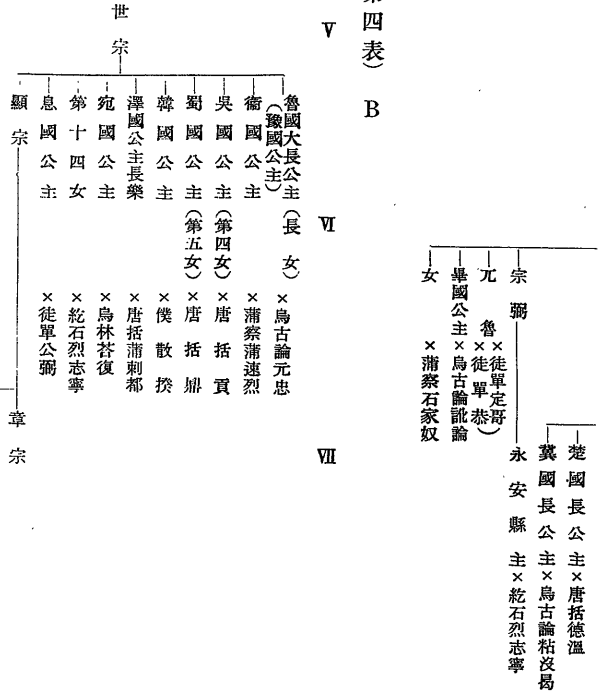 第四表) B
V
VI
VII
楚國長公主×唐括德溫
冀國長公主×烏古論粘沒曷
宗弼
永安縣主×紇石烈志寧
兀魯×徒單定哥
×徒單恭)
畢國公主×烏古論訛論
女×蒲察石家奴
世宗
魯國大長公主(長女)×烏古論元忠
(豫國公主)
衞國公主×蒲察蒲速烈
吳國公主(第四女)×唐括貢
蜀國公主(第五女)×唐括鼎
韓國公主×僕散揆
澤國公主長樂×唐括蒲剌都
宛國公主×烏林荅復
第十四女×紇石烈志寧
息國公主×徒單公弼
顯宗
章宗